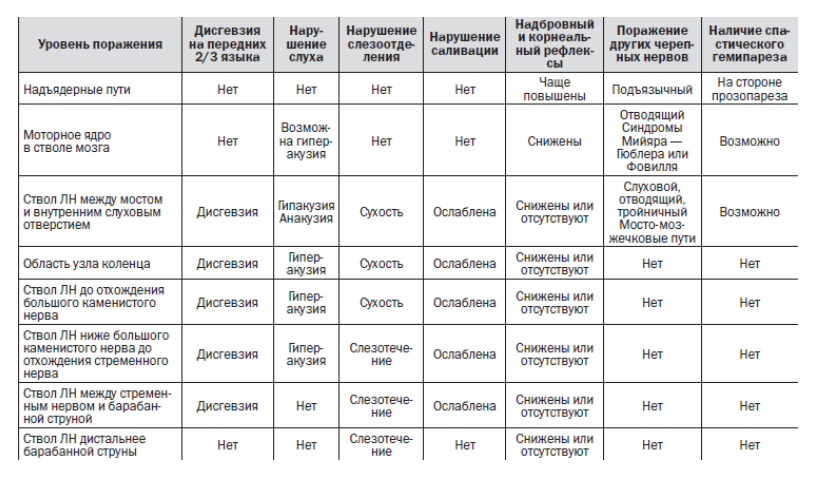 Уровень поражения
Дисгевзия
на передних
2/3 языка
Нару-
шение
слуха
Нарушение
слезоотде-
ления
Нарушение
саливации
Надбровный
и корнеаль-
ный рефлек-
сы
Поражение
других череп-
ных нервов
Наличие спа-
стического
гемипареза
Надъядерные пути
Нет
Нет
Нет
Нет
Чаще
повышены
Подъязычный
На стороне
прозопареза
Моторное ядро
в стволе мозга
Нет
Возмож-
на гипер-
акузия
Нет
Нет
Снижены
Отводящий
Синдромы
Мийяра —
Гюблера или
Фовилля
Возможно
Ствол ЛН между мостом
и внутренним слуховым
отверстием
Дисгевзия
Гипакузия
Анакузия
Сухость
Ослаблена
Снижены или
отсутствуют
Слуховой,
отводящий,
тройничный
Мосто-моз-
жечковые пути
Возможно
Область узла коленца
Дисгевзия
Гипер-
акузия
Сухость
Ослаблена
Снижены или
отсутствуют
Нет
Нет
Ствол ЛН до отхождения
большого каменистого
нерва
Дисгевзия
Гипер-
акузия
Сухость
Ослаблена
Снижены или
отсутствуют
Нет
Нет
Ствол ЛН ниже большого
каменистого нерва до
отхождения стременного
нерва
Дисгевзия
Гипер-
акузия
Слезотече-
ние
Ослаблена
Снижены или
отсутствуют
Нет
Нет
Ствол ЛН между стремен-
ным нервом и барабан-
ной струной
Дисгевзия
Нет
Слезотече-
ние
Ослаблена
Снижены или
отсутствуют
Нет
Нет
Ствол ЛН дистальнее
барабанной струны
Нет
Нет
Слезотече-
ние
Нет
Снижены или
отсутствуют
Нет
Нет